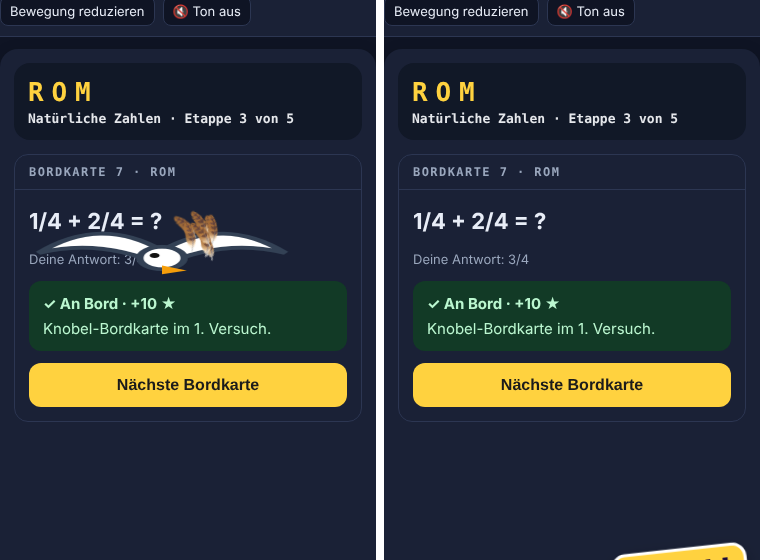 Bewegung reduzieren Ton aus
ROM
Natürliche Zahlen · Etappe 3 von 5
BORDKARTE 7 · ROM
1/4 + 2/4 = ?
Deine Antwort: 3/
✓ An Bord · +10 ★
Knobel-Bordkarte im 1. Versuch.
Nächste Bordkarte
Bewegung reduzieren Ton aus
ROM
Natürliche Zahlen · Etappe 3 von 5
BORDKARTE 7 · ROM
1/4 + 2/4 = ?
Deine Antwort: 3/4
✓ An Bord · +10 ★
Knobel-Bordkarte im 1. Versuch.
Nächste Bordkarte